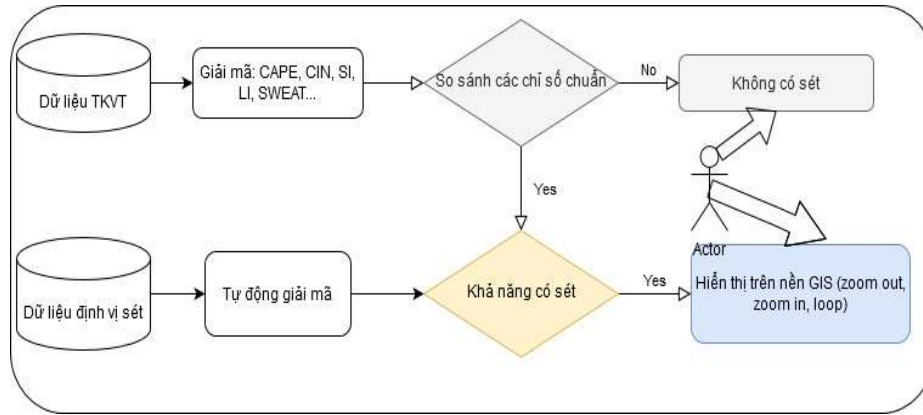 Dữ liệu TKVT
Giải mã: CAPE, CIN, SI,
LI, SWEAT...
So sánh các chỉ số chuẩn
No
Không có sét
Yes
Actor
Dữ liệu định vị sét
Tự động giải mã
Khả năng có sét
Yes
Hiển thị trên nền GIS (zoom out,
zoom in, loop)